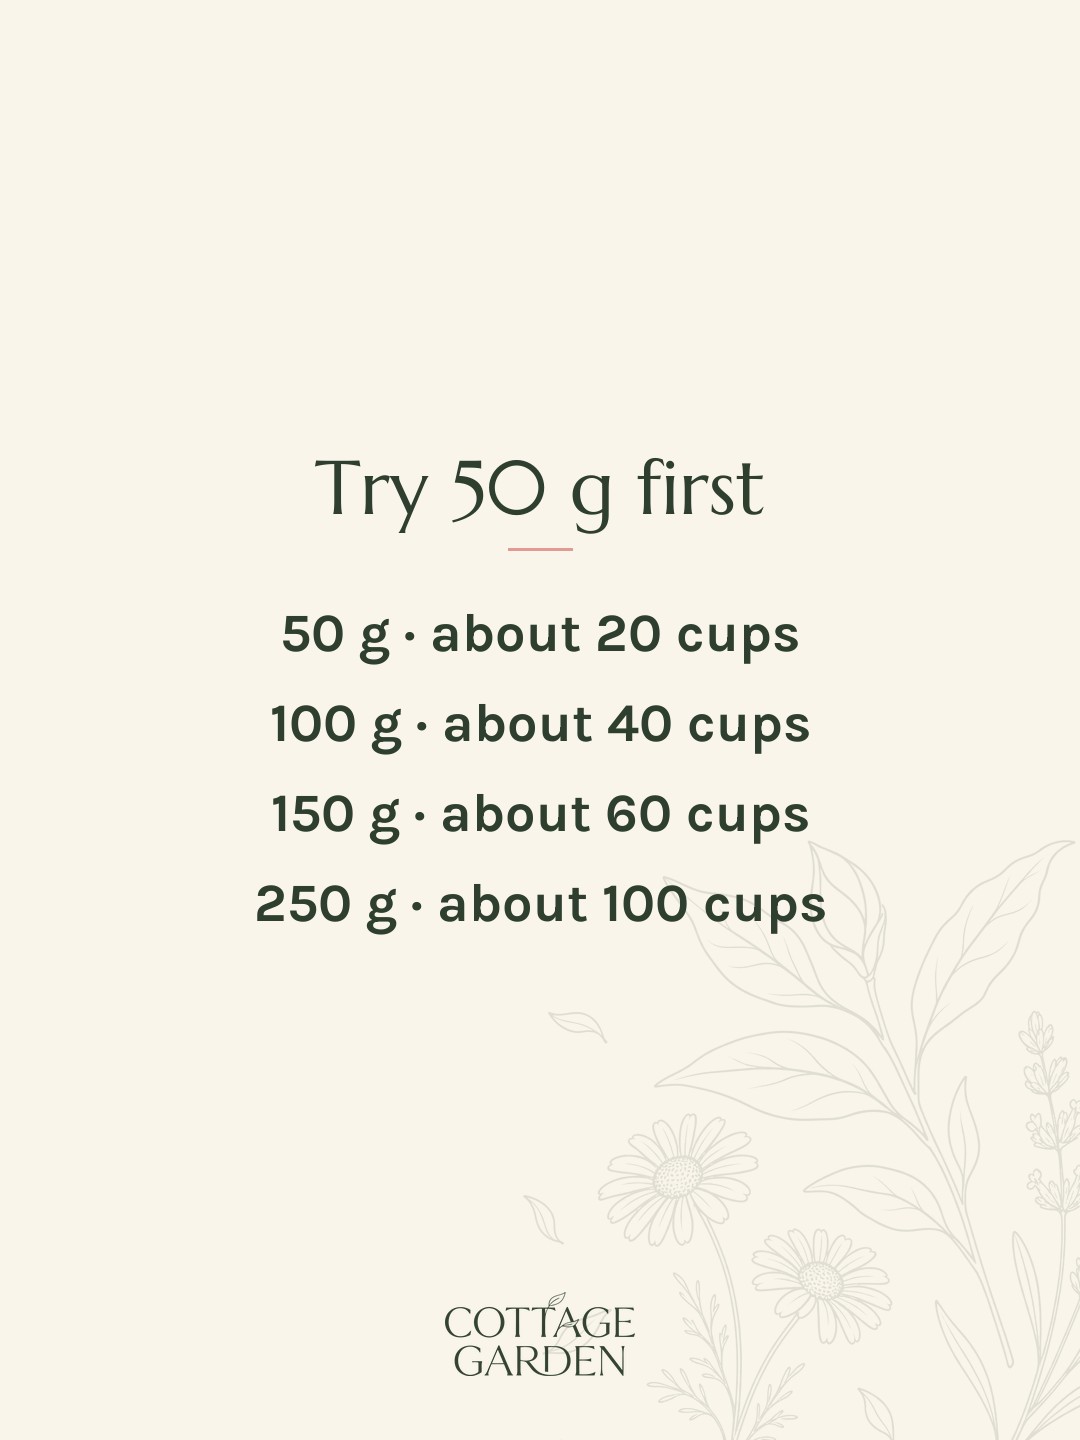 Try 50 g first
50 g · about 20 cups
100 g · about 40 cups
150 g · about 60 cups
250 g · about 100 cups
COTTAGE
GARDEN